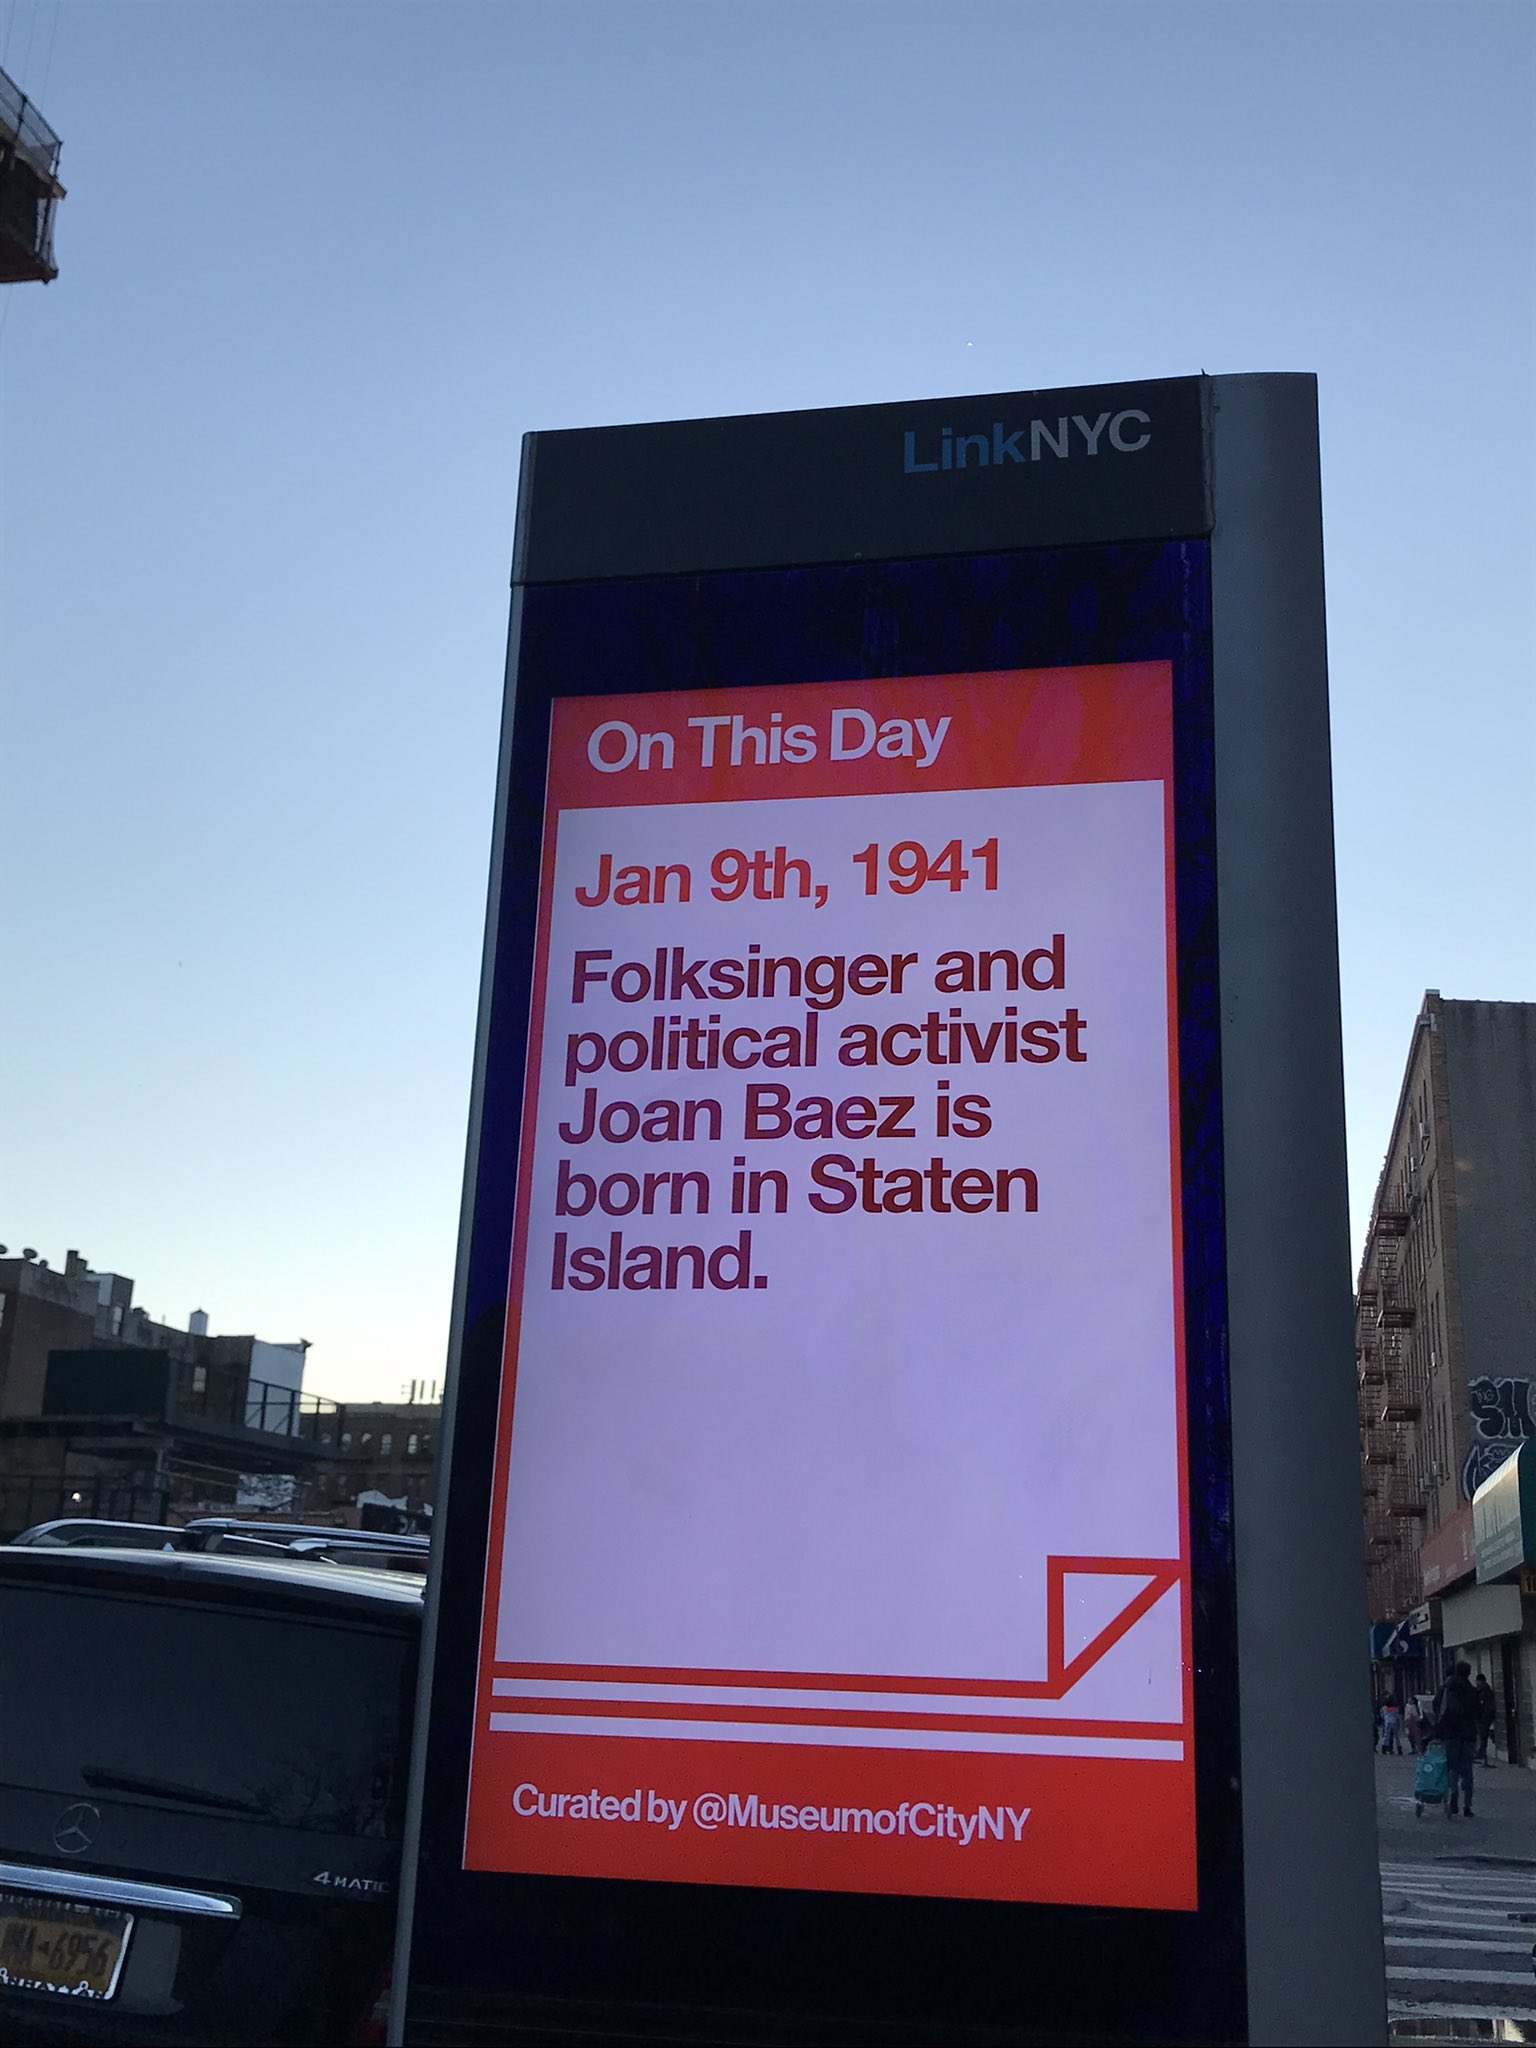 LinkNYC
On This Day
Jan 9th, 1941
Folksinger and
political activist
Joan Baez is
born in Staten
Island.
Curated by @MuseumofCityNY
4MATIC
6956